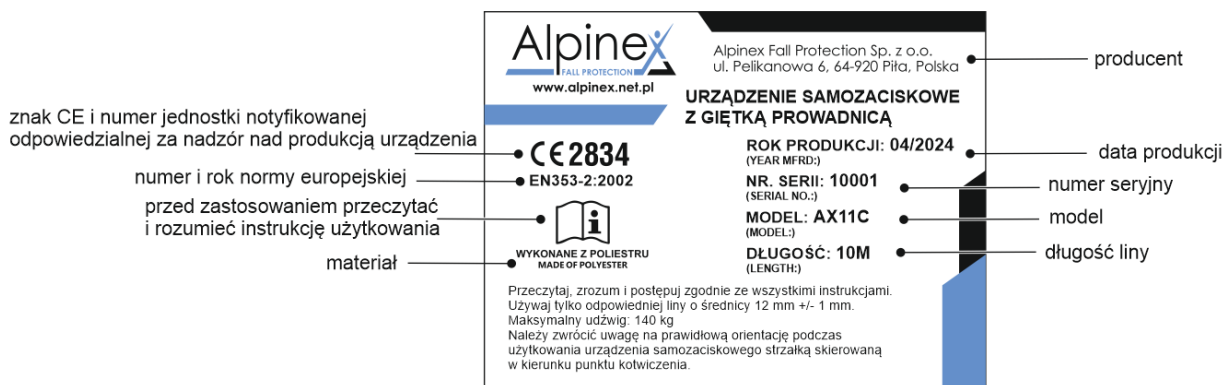 Alpinex
FALL PROTECTION
www.alpinex.net.pl
Alpinex Fall Protection Sp. z o.o.
ul. Pelikanowa 6, 64-920 Piła, Polska
producent
URZĄDZENIE SAMOZACISKOWE
Z GIĘTKĄ PROWADNICĄ
znak CE i numer jednostki notyfikowanej
odpowiedzialnej za nadzór nad produkcją urządzenia
CE 2834
numer i rok normy europejskiej
EN353-2:2002
przed zastosowaniem przeczytać
i rozumieć instrukcję użytkowania
i
materiał
WYKONANE Z POLIESTRU
MADE OF POLYESTER
ROK PRODUKCJI: 04/2024
(YEAR MFRD:)
data produkcji
NR. SERII: 10001
(SERIAL NO.:)
numer seryjny
MODEL: AX11C
(MODEL:)
model
DŁUGOŚĆ: 10M
(LENGTH:)
długość liny
Przeczytaj, zrozum i postępuj zgodnie ze wszystkimi instrukcjami.
Używaj tylko odpowiedniej liny o średnicy 12 mm +/- 1 mm.
Maksymalny udźwig: 140 kg
Należy zwrócić uwagę na prawidłową orientację podczas
użytkowania urządzenia samozaciskowego strzałką skierowaną
w kierunku punktu kotwiczenia.